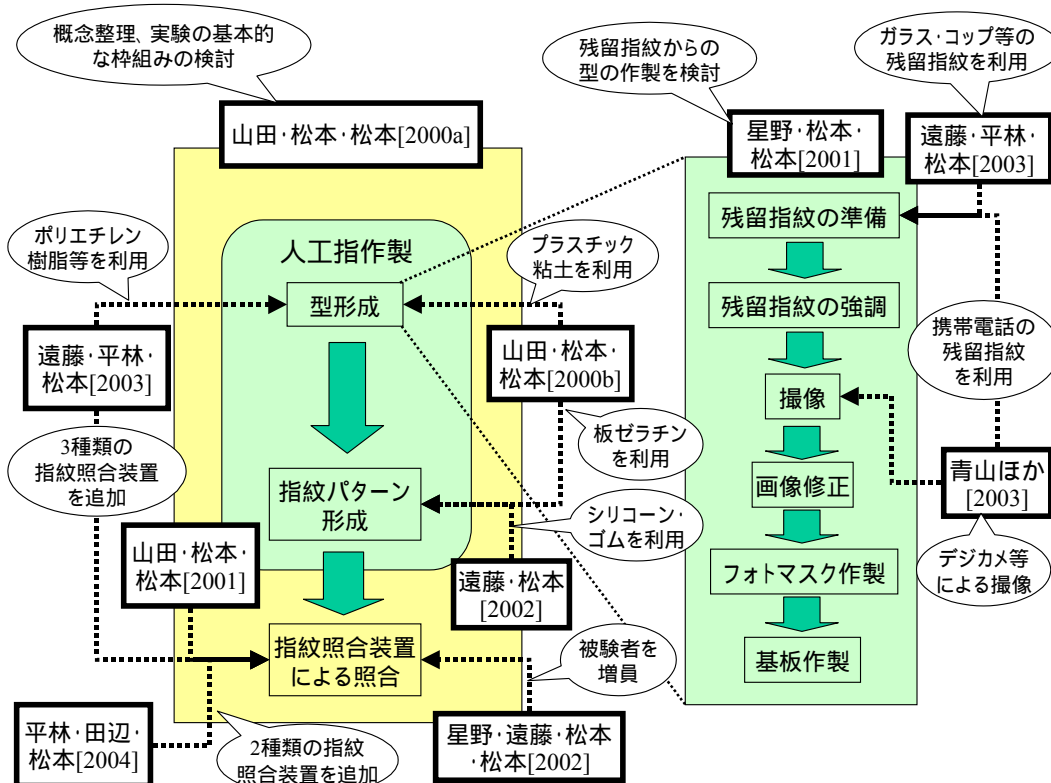 概念整理、実験の基本的
な枠組みの検討
残留指紋からの
型の作製を検討
ガラス・コップ等の
残留指紋を利用
山田・松本・松本[2000a]
星野・松本・
松本[2001]
遠藤・平林・
松本[2003]
ポリエチレン
樹脂等を利用
人工指作製
プラスチック
粘土を利用
残留指紋の準備
型形成
残留指紋の強調
遠藤・平林・
松本[2003]
山田・松本・
松本[2000b]
携帯電話の
残留指紋
を利用
撮像
3種類の
指紋照合装置
を追加
板ゼラチン
を利用
指紋パターン
形成
画像修正
青山ほか
[2003]
シリコーン・
ゴムを利用
山田・松本・
松本[2001]
遠藤・松本
[2002]
フォトマスク作製
デジカメ等
による撮像
指紋照合装置
による照合
被験者を
増員
基板作製
平林・田辺・
松本[2004]
2種類の指紋
照合装置を追加
星野・遠藤・松本
・松本[2002]